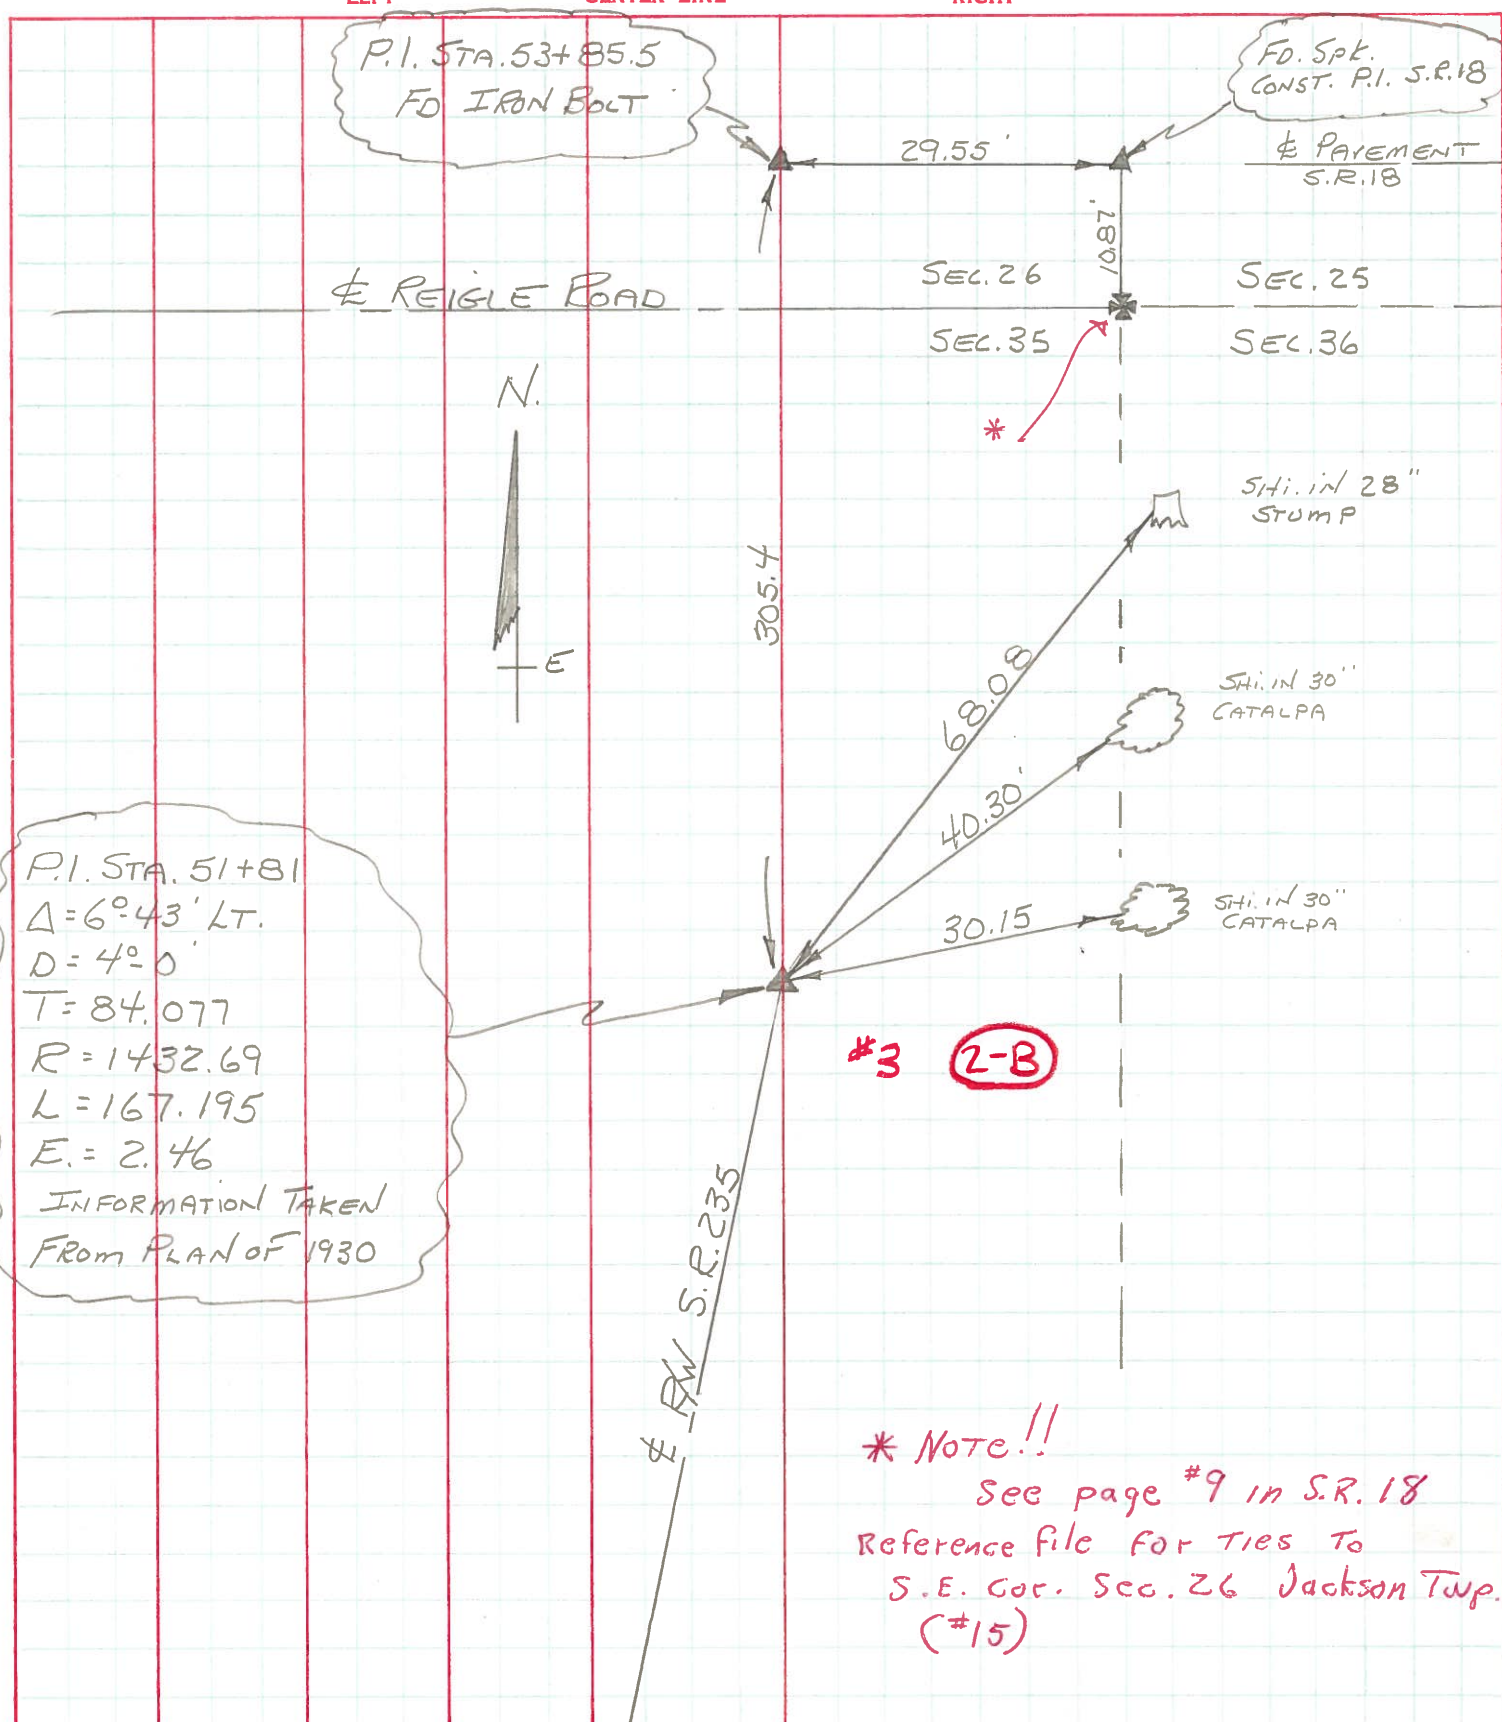 CENTER LINE
P.I. STA. 53+85.5
FD IRON BOLT
FD. SPK.
CONST. P.I. S.R.18
29.55'
℄ PAVEMENT
S.R.18
10.87'
SEC. 26
SEC. 25
℄ REIGLE ROAD
SEC. 35
SEC. 36
N.
*
SHi. iN 28"
STUMP
305.4
E
68.08
SHi. IN 30"
CATALPA
40.30'
P.I. STA. 51+81
Δ = 6°-43' LT.
D = 4°-0'
T = 84.077
R = 1432.69
L = 167.195
E. = 2.46
INFORMATION TAKEN
FROM PLAN OF 1930
SHi. IN 30"
CATALPA
30.15
#3 2-B
℄ R/W S.R.235
* NOTE!!
See page #9 in S.R. 18
Reference file for Ties To
S.E. Cor. Sec. 26 Jackson Twp.
(#15)